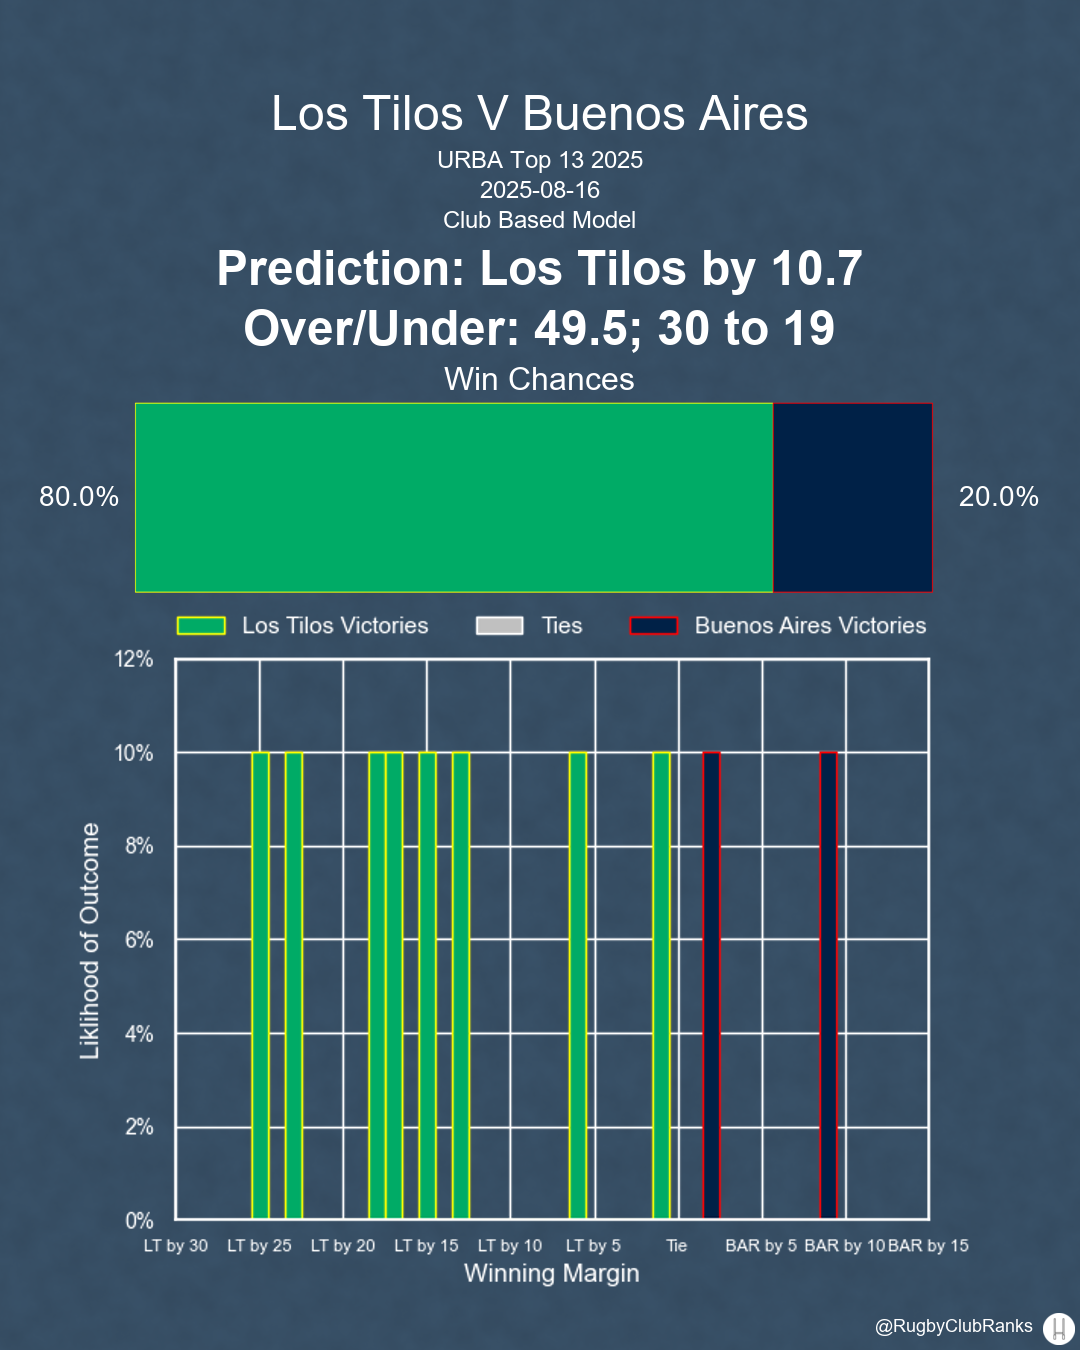 Los Tilos V Buenos Aires
URBA Top 13 2025
2025-08-16
Club Based Model
Prediction: Los Tilos by 10.7
Over/Under: 49.5; 30 to 19
Win Chances
80.0%
20.0%
Los Tilos Victories
Ties
Buenos Aires Victories
12%
10%
8%
6%
4%
2%
0%
Liklihood of Outcome
LT by 30 LT by 25 LT by 20 LT by 15 LT by 10 LT by 5 Tie BAR by 5 BAR by 10 BAR by 15
Winning Margin
@RugbyClubRanks